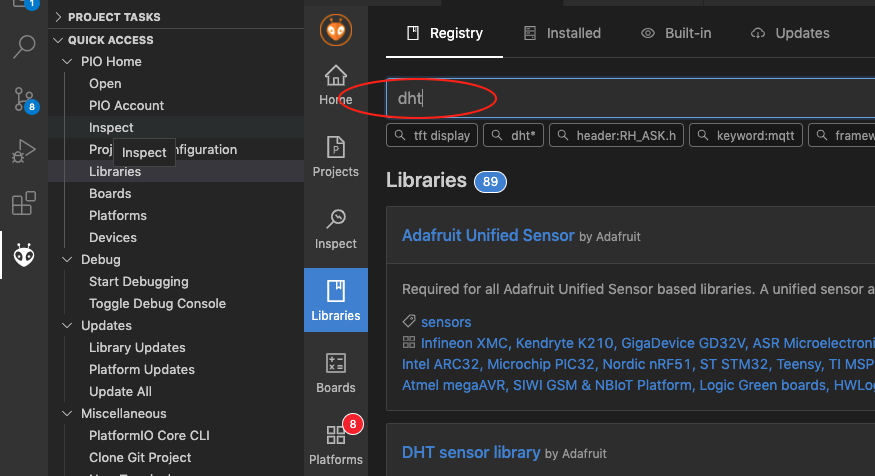 1
PROJECT TASKS
QUICK ACCESS
PIO Home
Open
PIO Account
Inspect
Inspect
Libraries
Boards
Platforms
Devices
Debug
Start Debugging
Toggle Debug Console
Updates
Library Updates
Platform Updates
Update All
Miscellaneous
PlatformIO Core CLI
Clone Git Project
8
Home
Projects
Inspect
Libraries
Boards
8
Platforms
Registry
Installed
Built-in
Updates
dht
tft display
dht*
header:RH_ASK.h
keyword:mqtt
framew
Libraries 89
Adafruit Unified Sensor by Adafruit
Required for all Adafruit Unified Sensor based libraries. A unified sensor a
sensors
Infineon XMC, Kendryte K210, GigaDevice GD32V, ASR Microelectroni
Intel ARC32, Microchip PIC32, Nordic nRF51, ST STM32, Teensy, TI MSP
Atmel megaAVR, SIWI GSM & NBIoT Platform, Logic Green boards, HWLog
DHT sensor library by Adafruit